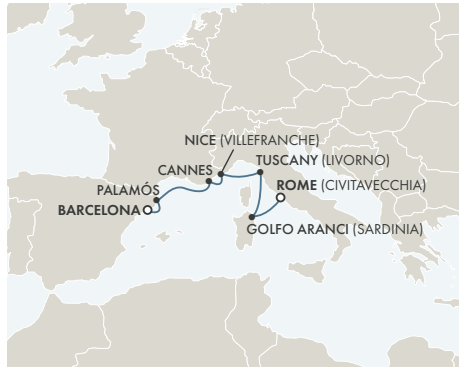 NICE (VILLEFRANCHE)
TUSCANY (LIVORNO)
CANNES
ROME (CIVITAVECCHIA)
PALAMÓS
BARCELONA
GOLFO ARANCI (SARDINIA)